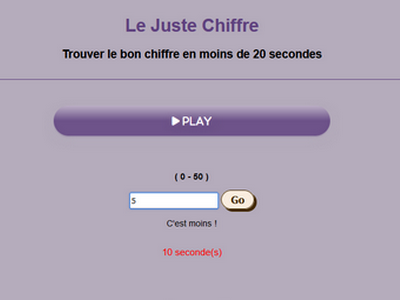 Le Juste Chiffre
Trouver le bon chiffre en moins de 20 secondes
PLAY
( 0 - 50 )
5
Go
C'est moins !
10 seconde(s)